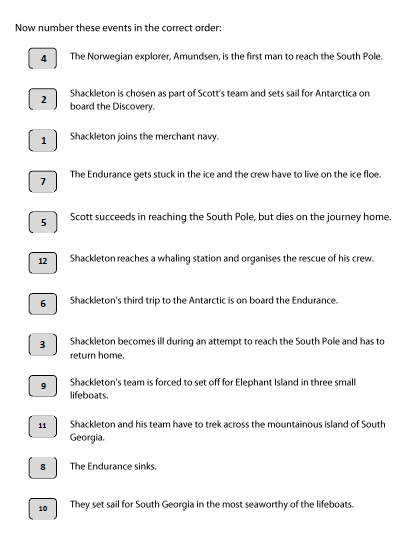 Now number these events in the correct order:
4 The Norwegian explorer, Amundsen, is the first man to reach the South Pole.
2 Shackleton is chosen as part of Scott's team and sets sail for Antarctica on
board the Discovery.
1 Shackleton joins the merchant navy.
7 The Endurance gets stuck in the ice and the crew have to live on the ice floe.
5 Scott succeeds in reaching the South Pole, but dies on the journey home.
12 Shackleton reaches a whaling station and organises the rescue of his crew.
6 Shackleton's third trip to the Antarctic is on board the Endurance.
3 Shackleton becomes ill during an attempt to reach the South Pole and has to
return home.
9 Shackleton's team is forced to set off for Elephant Island in three small
lifeboats.
11 Shackleton and his team have to trek across the mountainous island of South
Georgia.
8 The Endurance sinks.
10 They set sail for South Georgia in the most seaworthy of the lifeboats.